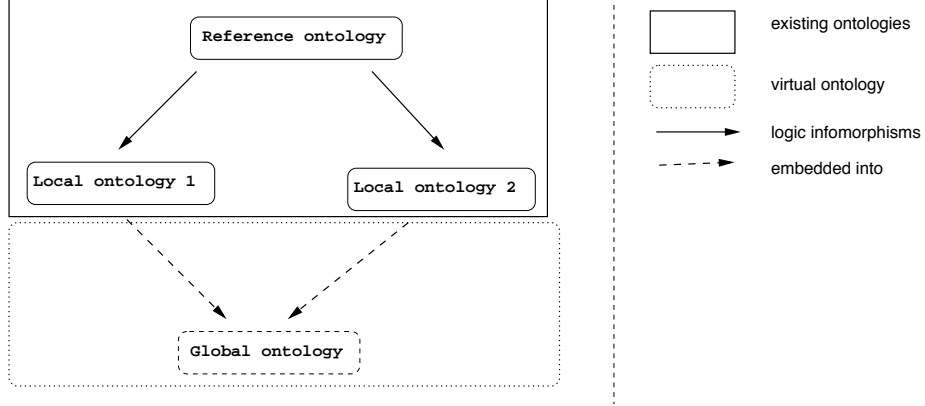 Reference ontology
Local ontology 1
Local ontology 2
Global ontology
existing ontologies
virtual ontology
logic infomorphisms
embedded into